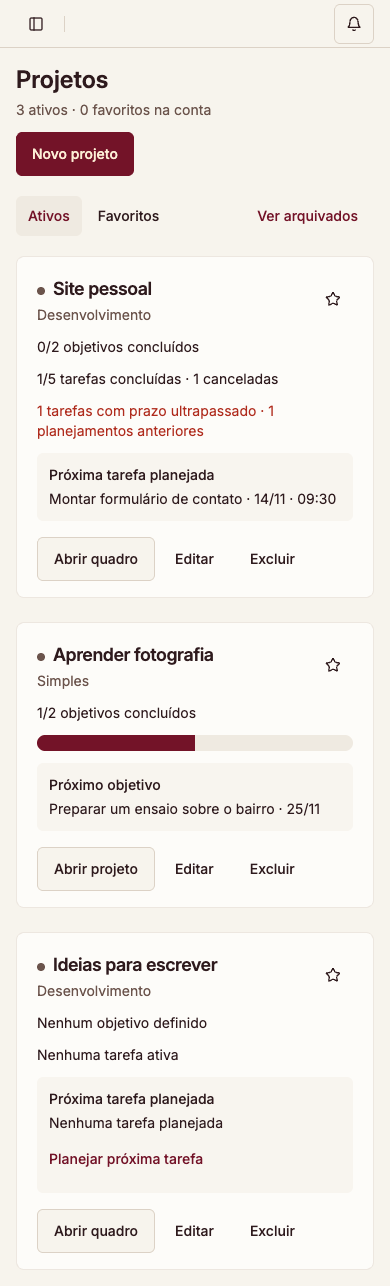 Projetos
3 ativos · 0 favoritos na conta
Novo projeto
Ativos
Favoritos
Ver arquivados
Site pessoal
Desenvolvimento
0/2 objetivos concluídos
1/5 tarefas concluídas · 1 canceladas
1 tarefas com prazo ultrapassado · 1
planejamentos anteriores
Próxima tarefa planejada
Montar formulário de contato · 14/11 · 09:30
Abrir quadro
Editar
Excluir
Aprender fotografia
Simples
1/2 objetivos concluídos
Próximo objetivo
Preparar um ensaio sobre o bairro · 25/11
Abrir projeto
Editar
Excluir
Ideias para escrever
Desenvolvimento
Nenhum objetivo definido
Nenhuma tarefa ativa
Próxima tarefa planejada
Nenhuma tarefa planejada
Planejar próxima tarefa
Abrir quadro
Editar
Excluir